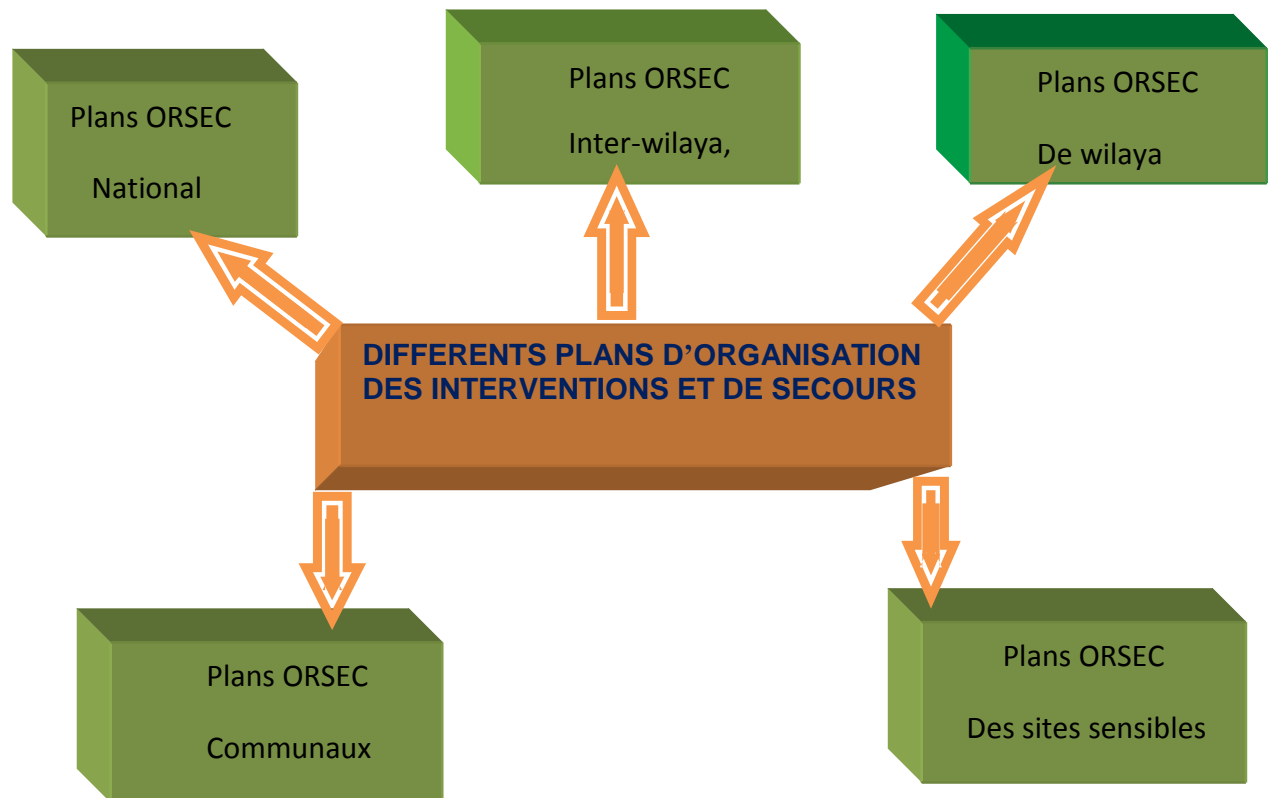 Plans ORSEC
National
Plans ORSEC
Inter-wilaya,
Plans ORSEC
De wilaya
DIFFERENTS PLANS D’ORGANISATION
DES INTERVENTIONS ET DE SECOURS
Plans ORSEC
Communaux
Plans ORSEC
Des sites sensibles